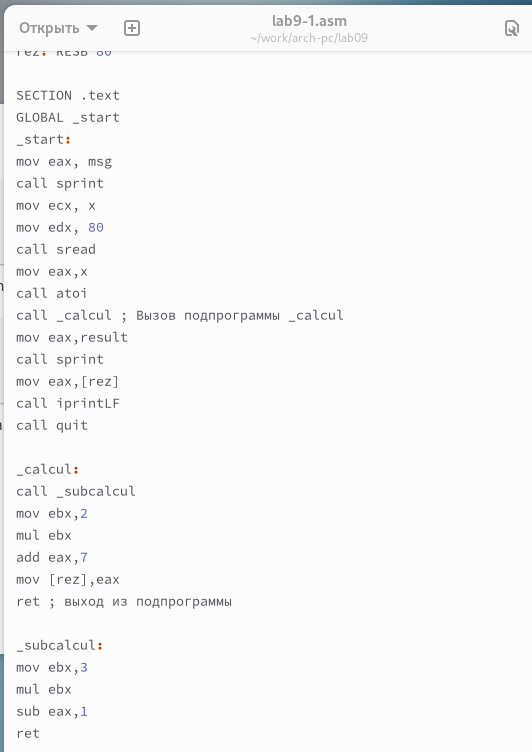 Открыть
lab9-1.asm
~/work/arch-pc/lab09
rez: RESB 80
SECTION .text
GLOBAL _start
_start:
mov eax, msg
call sprint
mov ecx, x
mov edx, 80
call sread
mov eax,x
call atoi
call _calcul ; Вызов подпрограммы _calcul
mov eax,result
call sprint
mov eax,[rez]
call iprintLF
call quit
_calcul:
call _subcalcul
mov ebx,2
mul ebx
add eax,7
mov [rez],eax
ret ; выход из подпрограммы
_subcalcul:
mov ebx,3
mul ebx
sub eax,1
ret